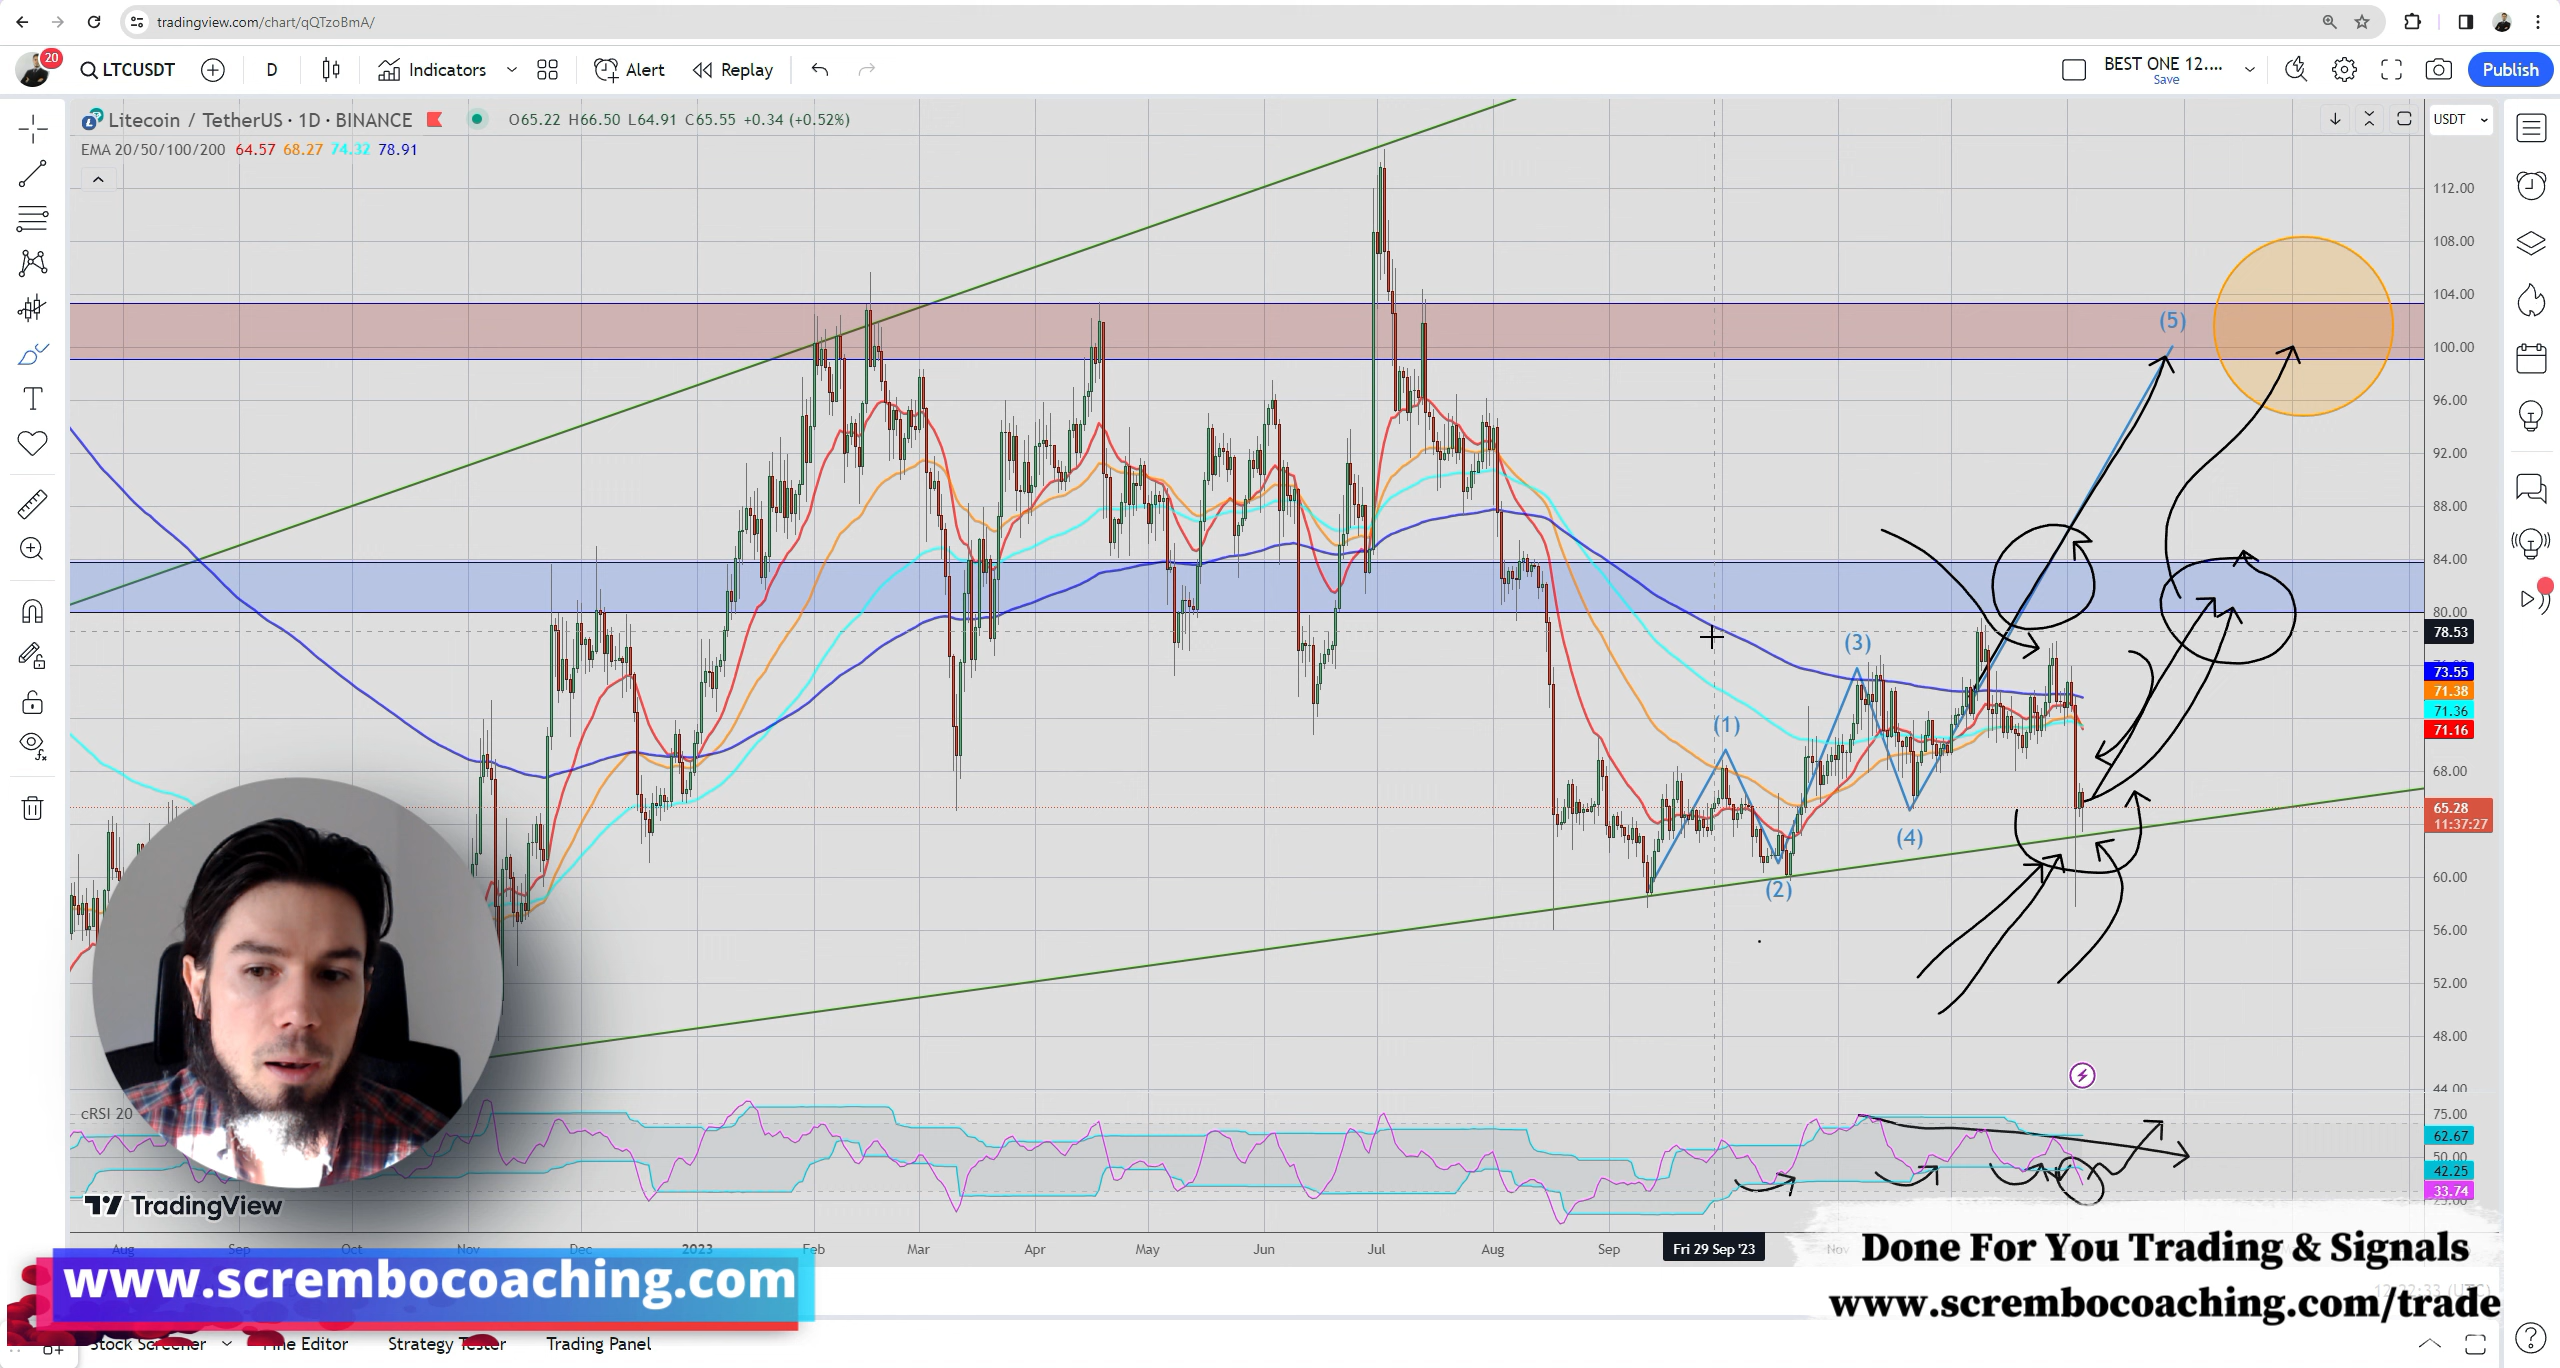 tradingview.com/chart/qQTzoBmA/
20 LTCUSDT D Indicators Alert Replay BEST ONE 12.... Save Publish
Litecoin / TetherUS · 1D · BINANCE O65.22 H66.50 L64.91 C65.55 +0.34 (+0.52%) USDT
EMA 20/50/100/200 64.57 68.27 74.32 78.91
112.00
108.00
104.00
(5)
100.00
96.00
92.00
88.00
84.00
80.00
78.53
(3)
73.55
71.38
71.36
(1)
71.16
68.00
65.28
11:37:27
(4)
60.00
(2)
56.00
52.00
48.00
44.00
cRSI 20
75.00
62.67
50.00
42.25
33.74
TradingView
Aug Sep Oct Nov Dec 2023 Feb Mar Apr May Jun Jul Aug Sep Fri 29 Sep '23 Nov
Done For You Trading & Signals
www.scrembocoaching.com
www.scrembocoaching.com/trade
Stock Screener Editor Strategy Tester Trading Panel